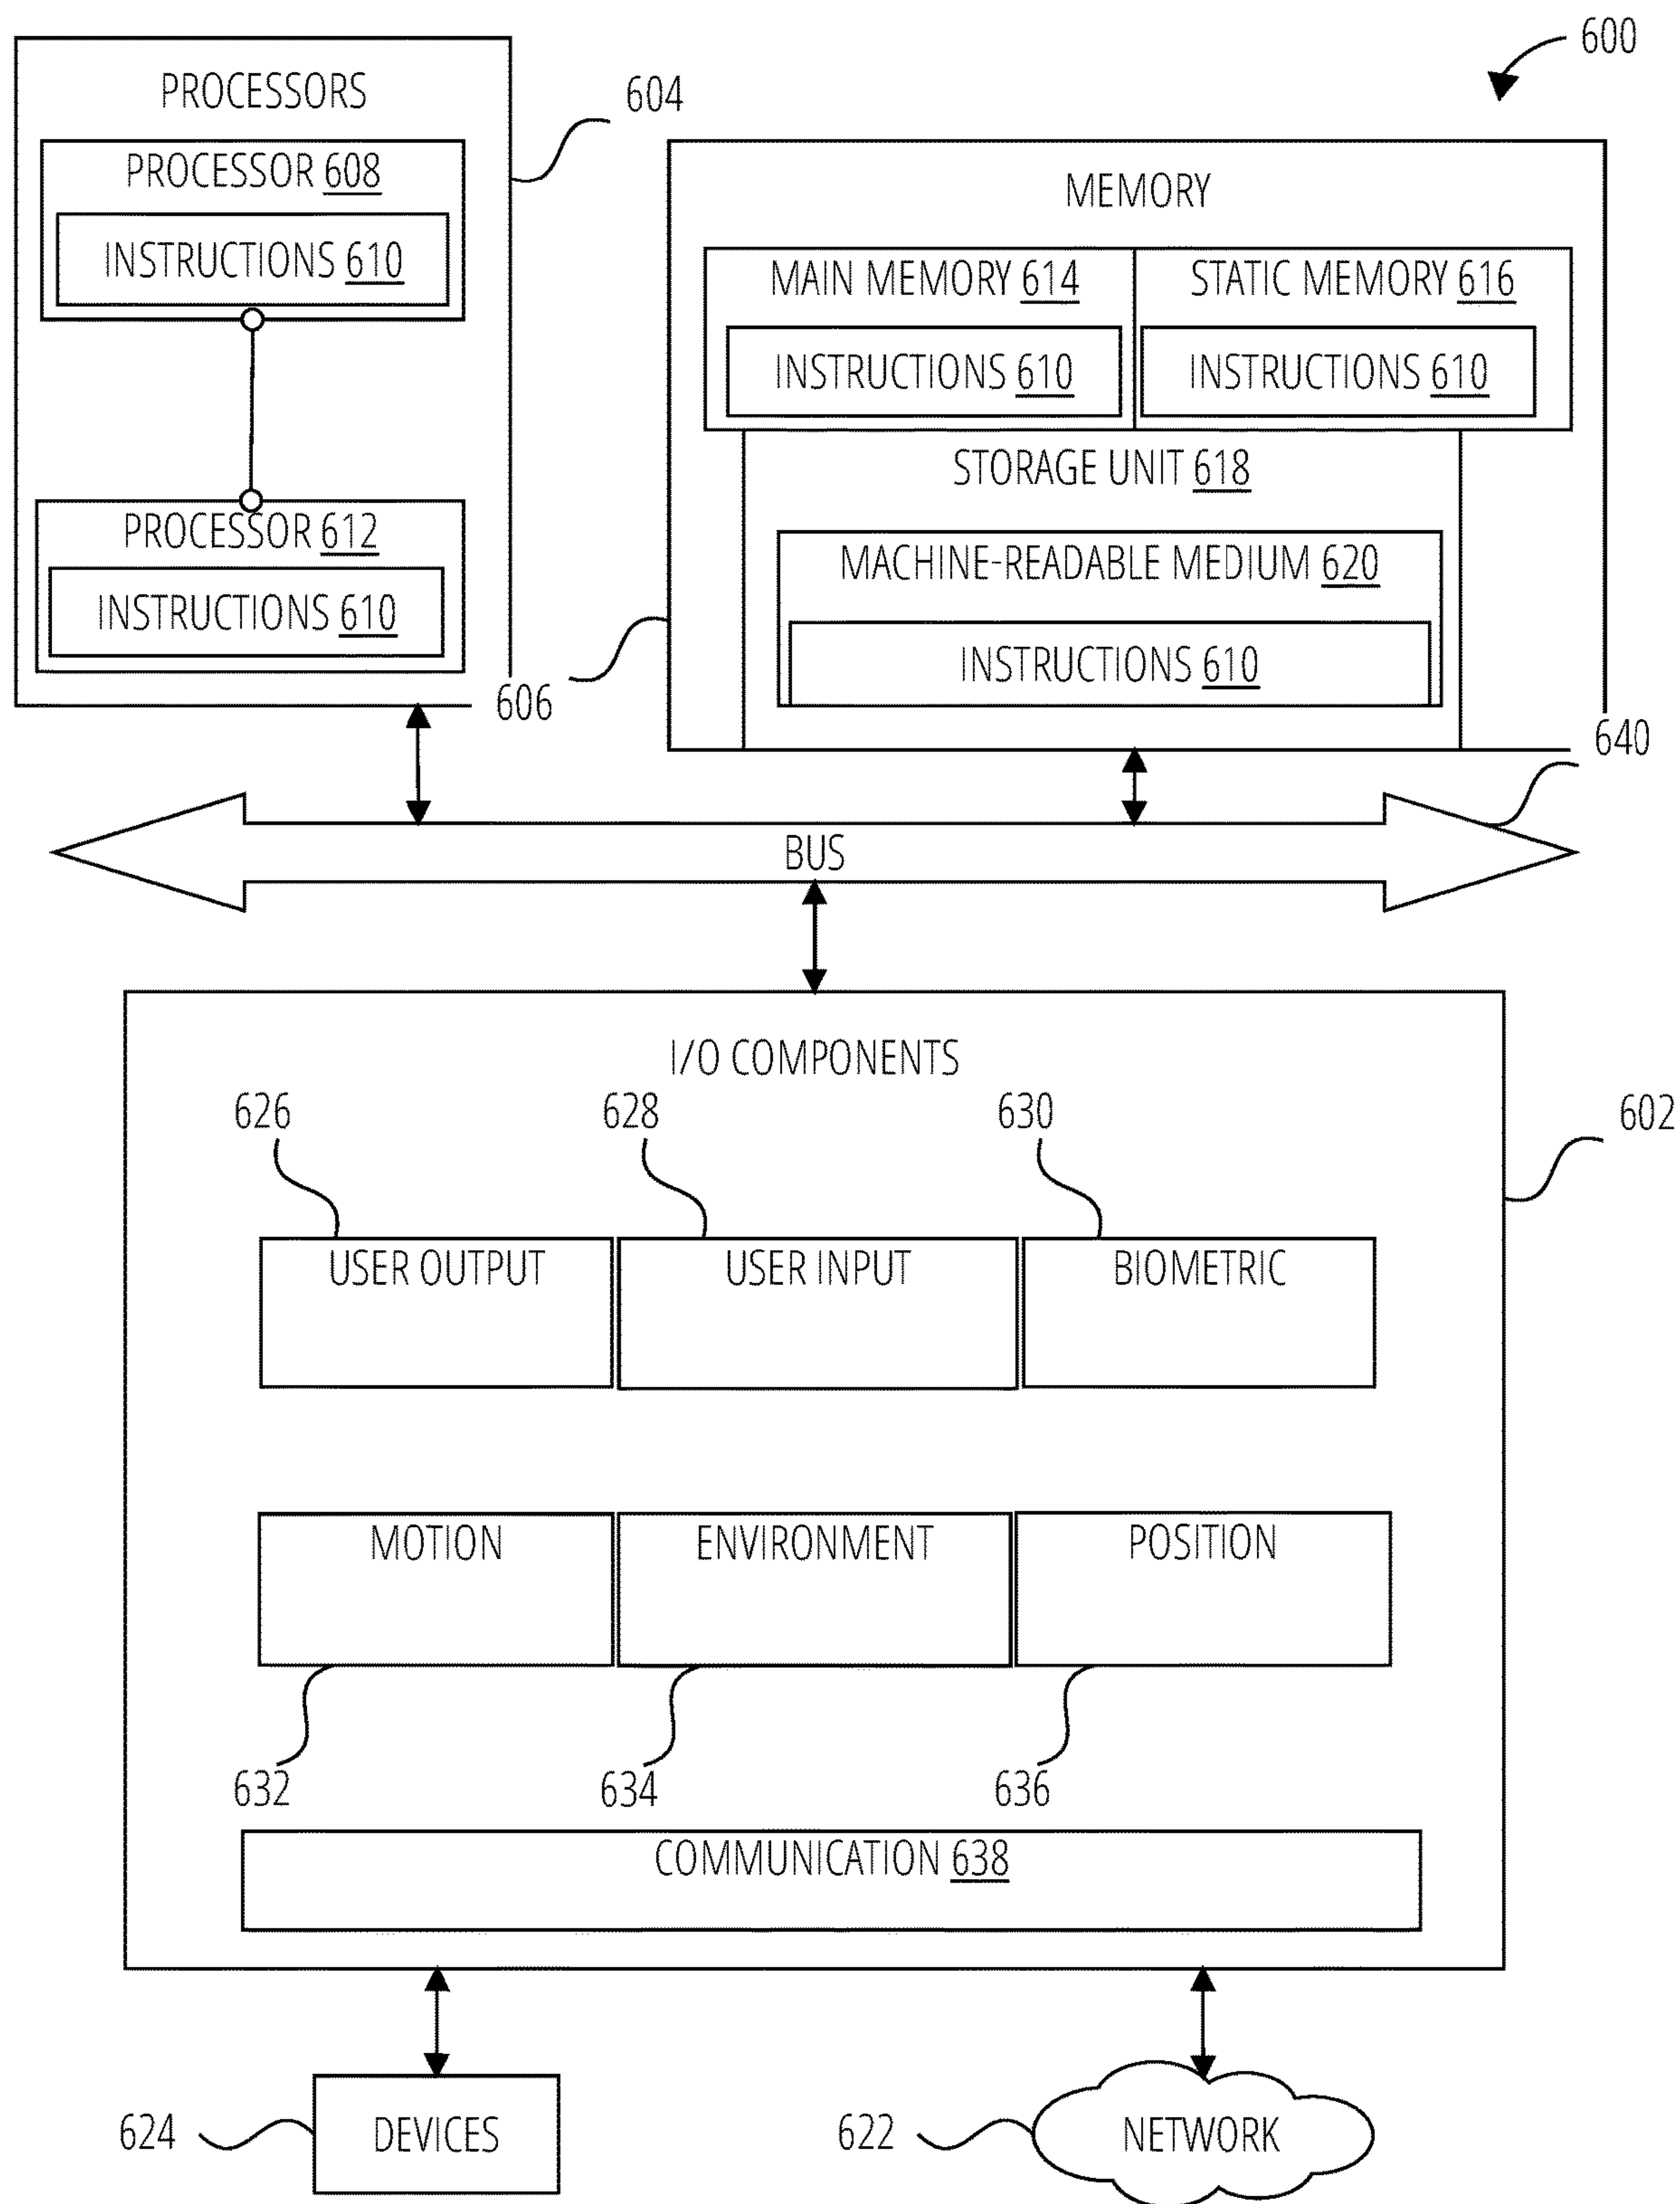 600
PROCESSORS
604
PROCESSOR 608
INSTRUCTIONS 610
PROCESSOR 612
INSTRUCTIONS 610
MEMORY
MAIN MEMORY 614
STATIC MEMORY 616
INSTRUCTIONS 610
INSTRUCTIONS 610
STORAGE UNIT 618
MACHINE-READABLE MEDIUM 620
INSTRUCTIONS 610
606
640
BUS
I/O COMPONENTS
626
628
630
602
USER OUTPUT
USER INPUT
BIOMETRIC
MOTION
ENVIRONMENT
POSITION
632
634
636
COMMUNICATION 638
624
DEVICES
622
NETWORK